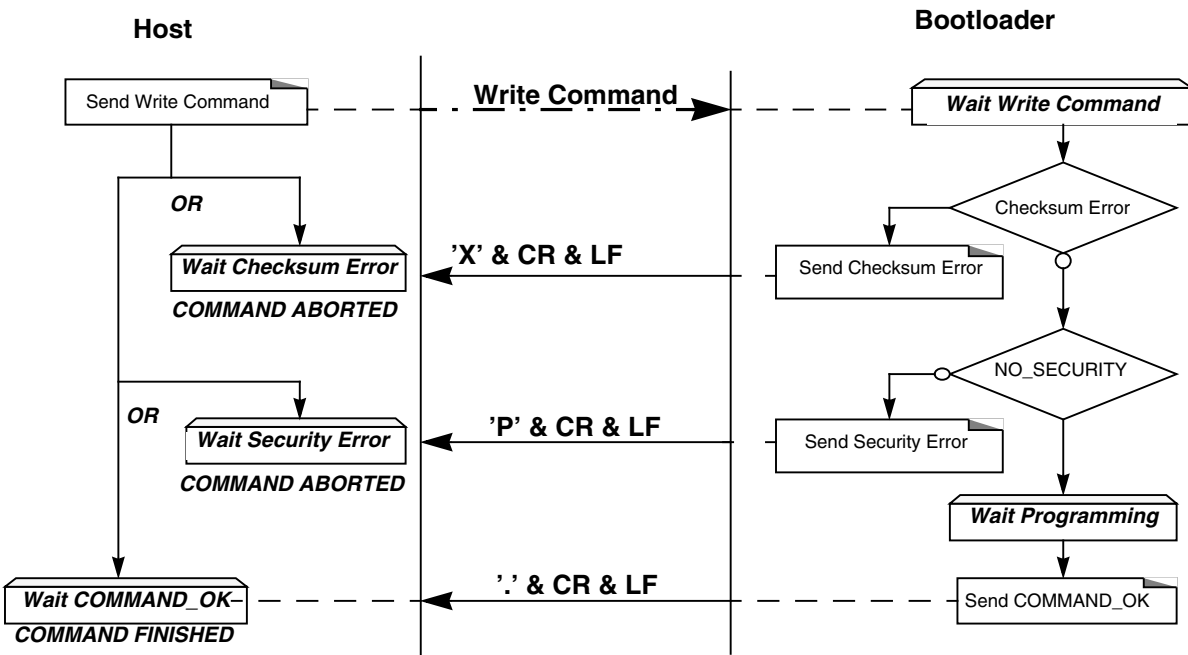 Host
Bootloader
Send Write Command
Write Command
Wait Write Command
OR
Checksum Error
Wait Checksum Error
’X’ & CR & LF
Send Checksum Error
COMMAND ABORTED
NO_SECURITY
OR
Wait Security Error
’P’ & CR & LF
Send Security Error
COMMAND ABORTED
Wait Programming
Wait COMMAND_OK
’.’ & CR & LF
Send COMMAND_OK
COMMAND FINISHED